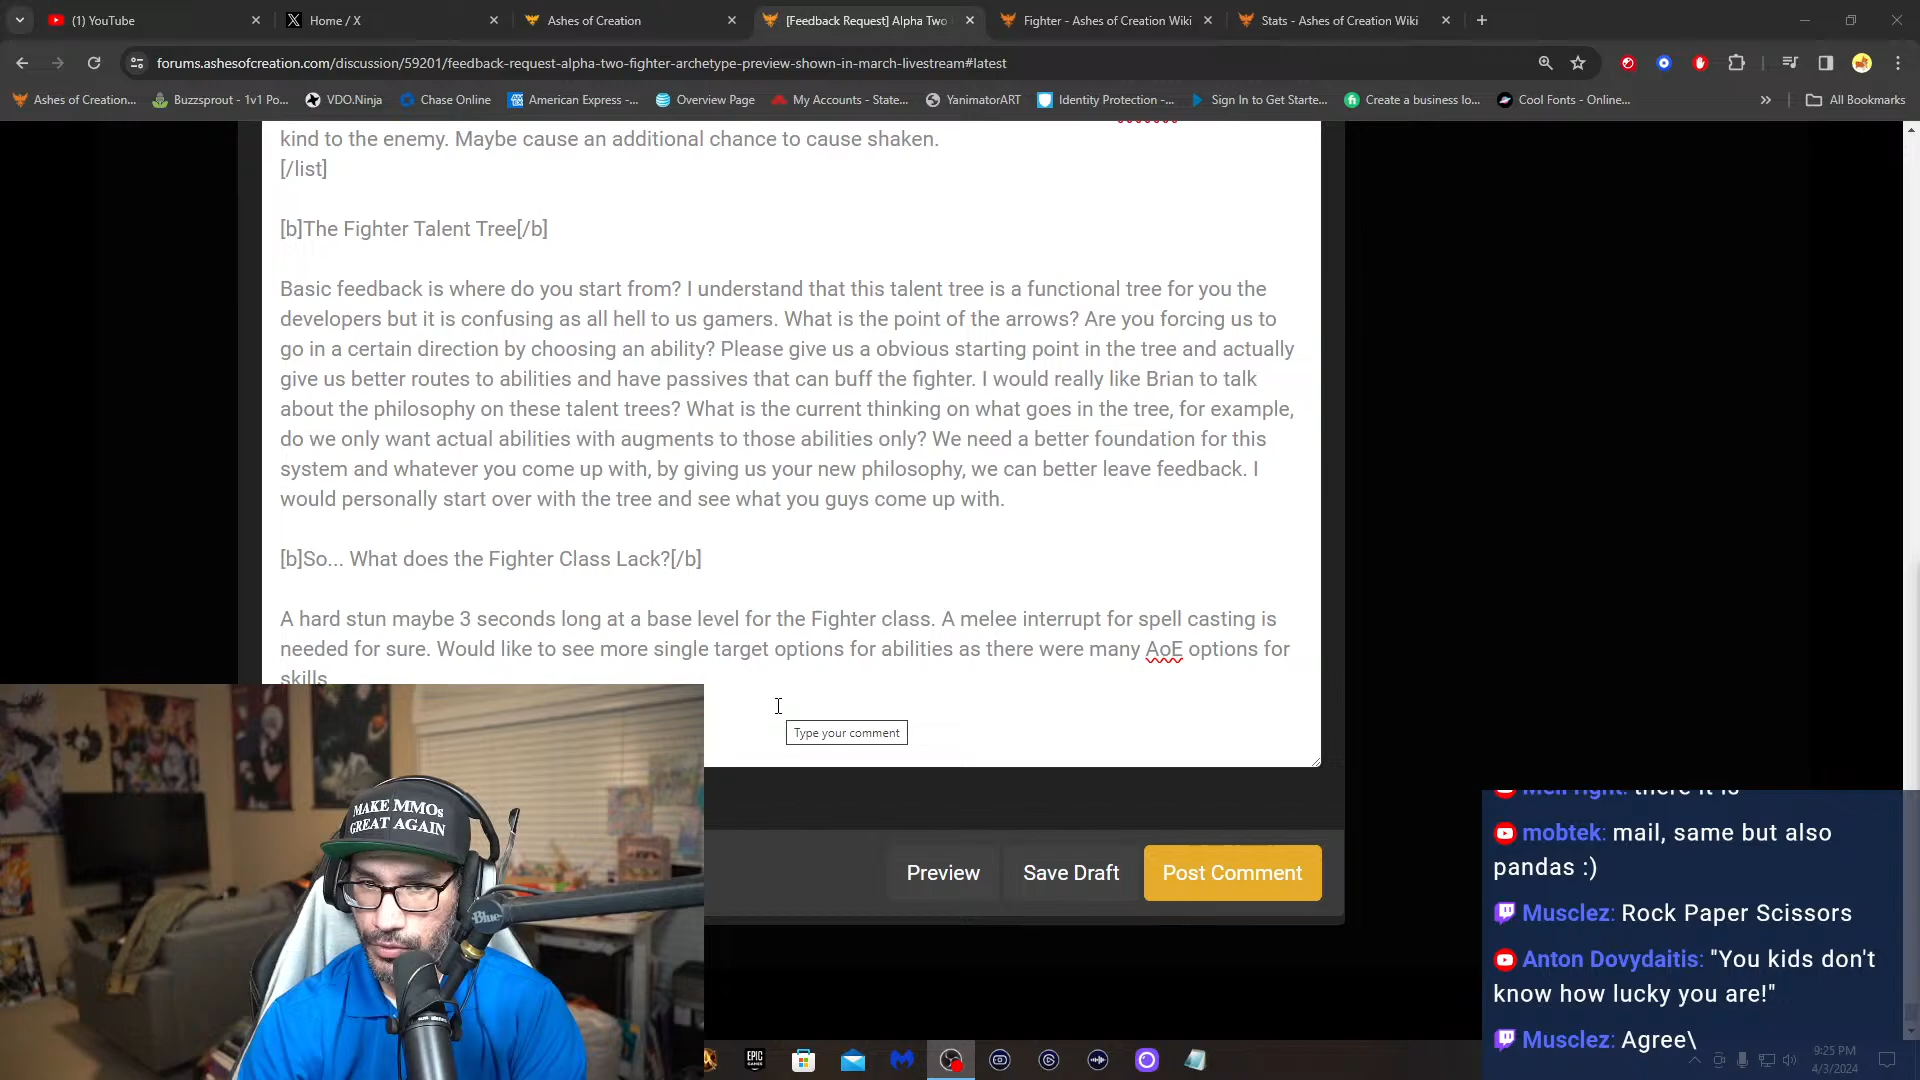 (1) YouTube
Home / X
Ashes of Creation
[Feedback Request] Alpha Two
Fighter - Ashes of Creation Wiki
Stats - Ashes of Creation Wiki
forums.ashesofcreation.com/discussion/59201/feedback-request-alpha-two-fighter-archetype-preview-shown-in-march-livestream#latest
Ashes of Creation...
Buzzsprout - 1v1 Po...
VDO.Ninja
Chase Online
American Express -...
Overview Page
My Accounts - State...
YanimatorART
Identity Protection -...
Sign In to Get Starte...
Create a business lo...
Cool Fonts - Online...
All Bookmarks
kind to the enemy. Maybe cause an additional chance to cause shaken.
[/list]
[b]The Fighter Talent Tree[/b]
Basic feedback is where do you start from? I understand that this talent tree is a functional tree for you the
developers but it is confusing as all hell to us gamers. What is the point of the arrows? Are you forcing us to
go in a certain direction by choosing an ability? Please give us a obvious starting point in the tree and actually
give us better routes to abilities and have passives that can buff the fighter. I would really like Brian to talk
about the philosophy on these talent trees? What is the current thinking on what goes in the tree, for example,
do we only want actual abilities with augments to those abilities only? We need a better foundation for this
system and whatever you come up with, by giving us your new philosophy, we can better leave feedback. I
would personally start over with the tree and see what you guys come up with.
[b]So... What does the Fighter Class Lack?[/b]
A hard stun maybe 3 seconds long at a base level for the Fighter class. A melee interrupt for spell casting is
needed for sure. Would like to see more single target options for abilities as there were many AoE options for
skills
Type your comment
Preview
Save Draft
Post Comment
MAKE MMOs
GREAT AGAIN
Blue
there it is
mobtek: mail, same but also
pandas :)
Musclez: Rock Paper Scissors
Anton Dovydaitis: "You kids don't
know how lucky you are!"
Musclez: Agree\
EPIC
GAMES
9:25 PM
4/3/2024